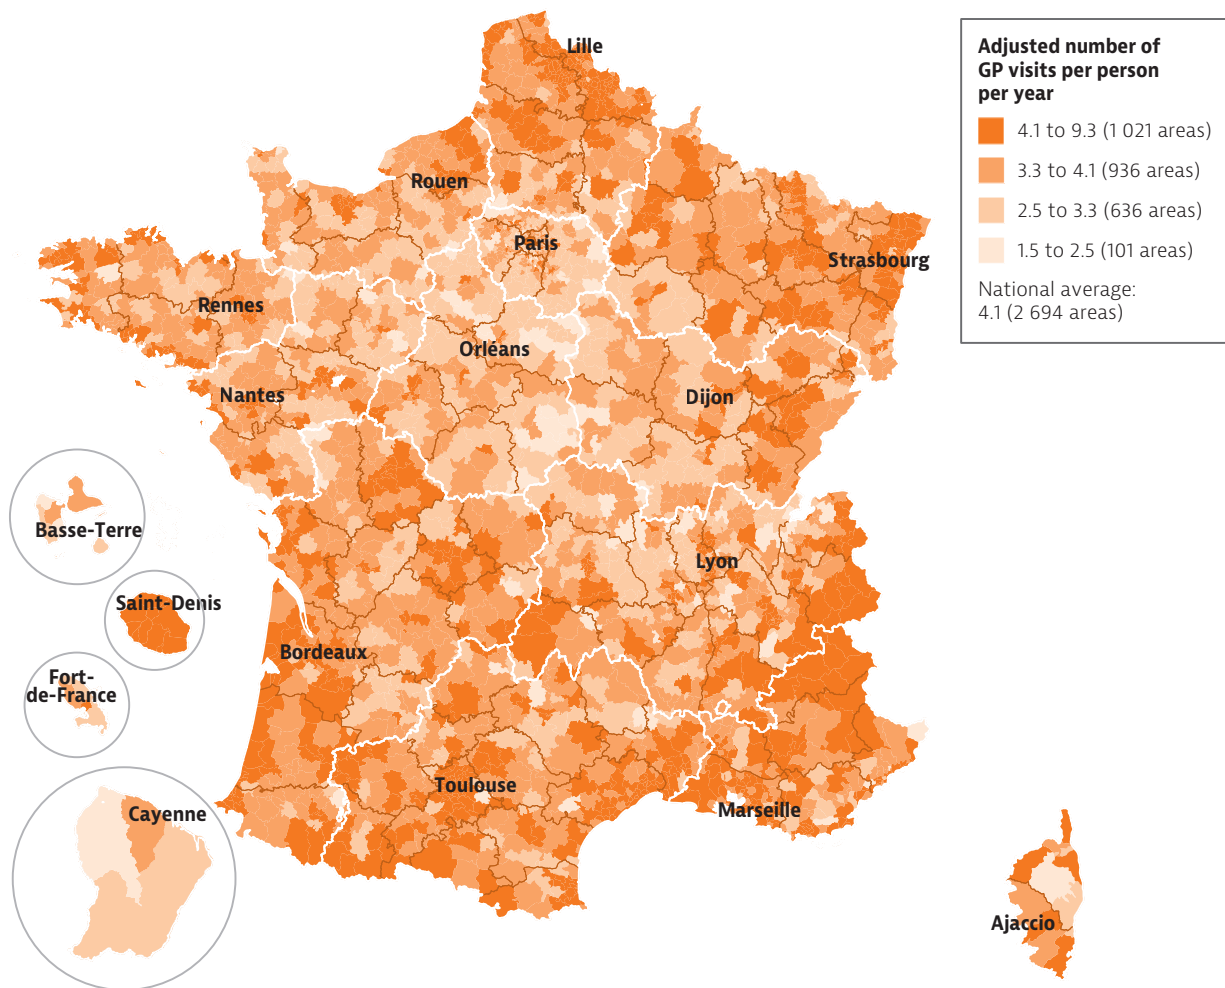 Lille
Rouen
Paris
Strasbourg
Rennes
Orléans
Nantes
Dijon
Basse-Terre
Lyon
Saint-Denis
Bordeaux
Fort-
de-France
Toulouse
Marseille
Cayenne
Ajaccio
Adjusted number of
GP visits per person
per year
4.1 to 9.3 (1 021 areas)
3.3 to 4.1 (936 areas)
2.5 to 3.3 (636 areas)
1.5 to 2.5 (101 areas)
National average:
4.1 (2 694 areas)